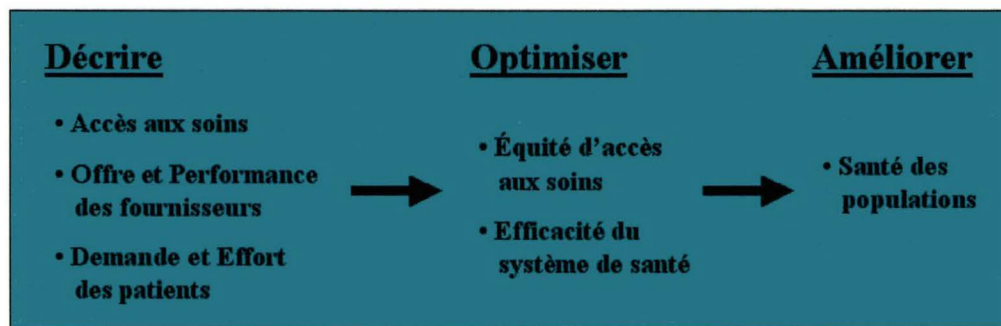 Décrire
• Accès aux soins
• Offre et Performance
des fournisseurs
• Demande et Effort
des patients
Optimiser
• Équité d'accès
aux soins
• Efficacité du
système de santé
Améliorer
• Santé des
populations